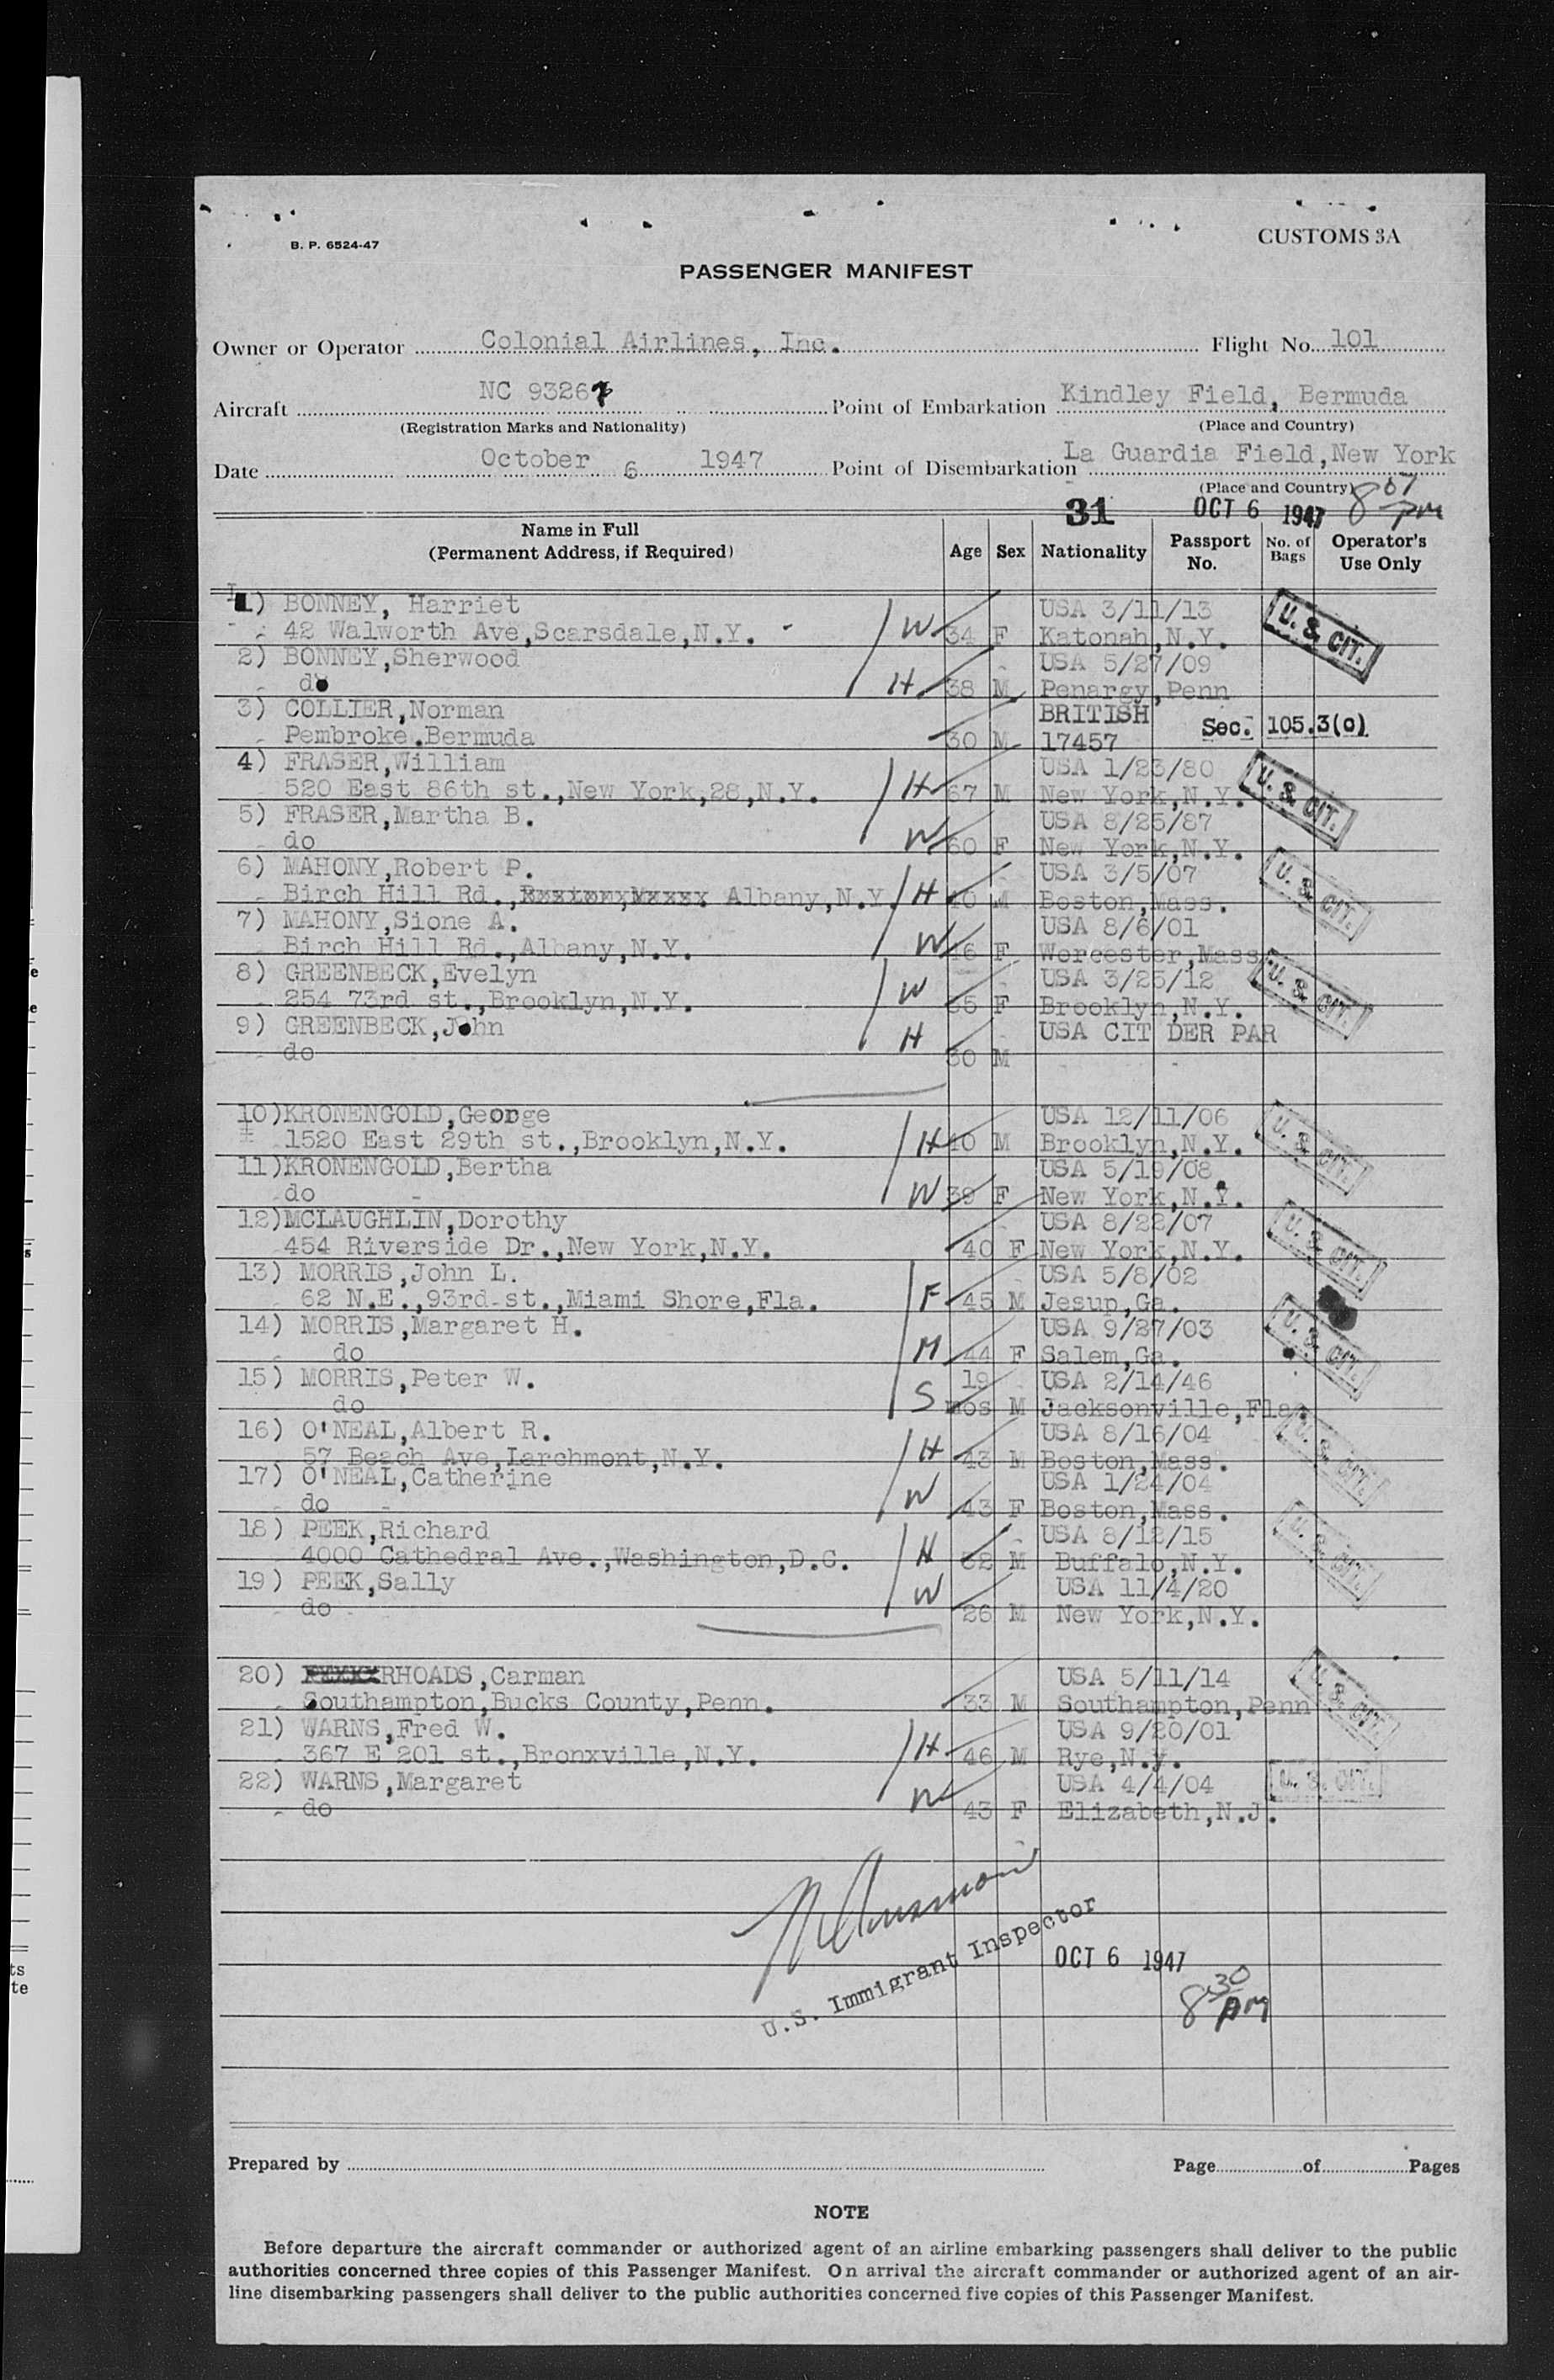 B. P. 6524-47
CUSTOMS 3A
PASSENGER MANIFEST
Owner or Operator Colonial Airlines, Inc. Flight No. 101
Aircraft NC 93267 Point of Embarkation Kindley Field, Bermuda
(Registration Marks and Nationality) (Place and Country)
Date October 6 1947 Point of Disembarkation La Guardia Field,New York
(Place and Country)
31 OCT 6 1947 8 07 pm
Name in Full
(Permanent Address, if Required) Age Sex Nationality Passport No. No. of Bags Operator's Use Only
1) BONNEY, Harriet USA 3/11/13
42 Walworth Ave,Scarsdale,N.Y. W 34 F Katonah,N.Y. U. S. CIT.
2) BONNEY,Sherwood USA 5/27/09
do H 38 M Penargy,Penn
3) COLLIER,Norman BRITISH Sec. 105.3(c)
Pembroke.Bermuda 30 M 17457
4) FRASER,William USA 1/23/80
520 East 86th st.,New York,28,N.Y. H 67 M New York,N.Y. U. S. CIT.
5) FRASER,Martha B. USA 8/25/87
do W 60 F New York,N.Y.
6) MAHONY,Robert P. USA 3/5/07
Birch Hill Rd., Albany,N.Y. H 40 M Boston,Mass. U. S. CIT.
7) MAHONY,Sione A. USA 8/6/01
Birch Hill Rd.,Albany,N.Y. W 46 F Worcester,Mass
8) GREENBECK,Evelyn USA 3/25/12
254 73rd st.,Brooklyn,N.Y. W 35 F Brooklyn,N.Y. U. S. CIT.
9) GREENBECK,John USA CIT DER PAR
do H 30 M
10)KRONENGOLD,George USA 12/11/06
1520 East 29th st.,Brooklyn,N.Y. H 40 M Brooklyn,N.Y. U. S. CIT.
11)KRONENGOLD,Bertha USA 5/19/08
do W 39 F New York,N.Y.
12)MCLAUGHLIN,Dorothy USA 8/22/07
454 Riverside Dr.,New York,N.Y. 40 F New York,N.Y. U. S. CIT.
13) MORRIS,John L. USA 5/8/02
62 N.E.,93rd st.,Miami Shore,Fla. F 45 M Jesup,Ga.
14) MORRIS,Margaret H. USA 9/27/03
do M 44 F Salem,Ga. U. S. CIT.
15) MORRIS,Peter W. 19 USA 2/14/46
do S mos M Jacksonville,Fla.
16) O'NEAL,Albert R. USA 8/16/04
57 Beach Ave,Larchmont,N.Y. H 43 M Boston,Mass. U. S. CIT.
17) O'NEAL,Catherine USA 1/24/04
do W 43 F Boston,Mass.
18) PEEK,Richard USA 8/12/15
4000 Cathedral Ave.,Washington,D.C. H 32 M Buffalo,N.Y. U. S. CIT.
19) PEEK,Sally USA 11/4/20
do W 26 M New York,N.Y.
20) RHOADS,Carman USA 5/11/14
Southampton,Bucks County,Penn. 33 M Southampton,Penn U. S. CIT.
21) WARNS,Fred W. USA 9/20/01
367 E 201 st.,Bronxville,N.Y. H 46 M Rye,N.Y.
22) WARNS,Margaret USA 4/4/04 U. S. CIT.
do W 43 F Elizabeth,N.J.
U.S. Immigrant Inspector
OCT 6 1947
8 30 pm
Prepared by Page of Pages
NOTE
Before departure the aircraft commander or authorized agent of an airline embarking passengers shall deliver to the public
authorities concerned three copies of this Passenger Manifest. On arrival the aircraft commander or authorized agent of an air-
line disembarking passengers shall deliver to the public authorities concerned five copies of this Passenger Manifest.